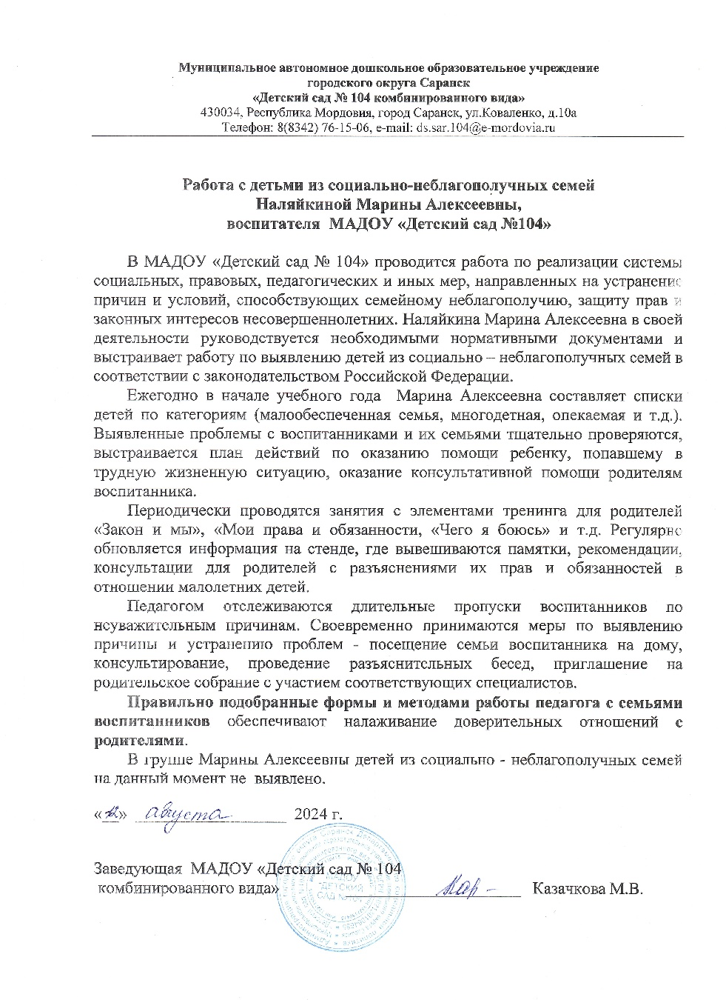 Муниципальное автономное дошкольное образовательное учреждение
городского округа Саранск
«Детский сад № 104 комбинированного вида»
430034, Республика Мордовия, город Саранск, ул.Коваленко, д.10а
Телефон: 8(8342) 76-15-06, e-mail: ds.sar.104@e-mordovia.ru
Работа с детьми из социально-неблагополучных семей
Наляйкиной Марины Алексеевны,
воспитателя МАДОУ «Детский сад №104»
В МАДОУ «Детский сад № 104» проводится работа по реализации системы
социальных, правовых, педагогических и иных мер, направленных на устранение
причин и условий, способствующих семейному неблагополучию, защиту прав и
законных интересов несовершеннолетних. Наляйкина Марина Алексеевна в своей
деятельности руководствуется необходимыми нормативными документами и
выстраивает работу по выявлению детей из социально – неблагополучных семей в
соответствии с законодательством Российской Федерации.
Ежегодно в начале учебного года Марина Алексеевна составляет списки
детей по категориям (малообеспеченная семья, многодетная, опекаемая и т.д.).
Выявленные проблемы с воспитанниками и их семьями тщательно проверяются,
выстраивается план действий по оказанию помощи ребенку, попавшему в
трудную жизненную ситуацию, оказание консультативной помощи родителям
воспитанника.
Периодически проводятся занятия с элементами тренинга для родителей
«Закон и мы», «Мои права и обязанности, «Чего я боюсь» и т.д. Регулярно
обновляется информация на стенде, где вывешиваются памятки, рекомендации,
консультации для родителей с разъяснениями их прав и обязанностей в
отношении малолетних детей.
Педагогом отслеживаются длительные пропуски воспитанников по
неуважительным причинам. Своевременно принимаются меры по выявлению
причины и устранению проблем - посещение семьи воспитанника на дому,
консультирование, проведение разъяснительных бесед, приглашение на
родительское собрание с участием соответствующих специалистов.
Правильно подобранные формы и методами работы педагога с семьями
воспитанников обеспечивают налаживание доверительных отношений с
родителями.
В группе Марины Алексеевны детей из социально - неблагополучных семей
на данный момент не выявлено.
«12» августа 2024 г.
Заведующая МАДОУ «Детский сад № 104
комбинированного вида» Казачкова М.В.
МАДОУ
"ДЕТСКИЙ
САД №104